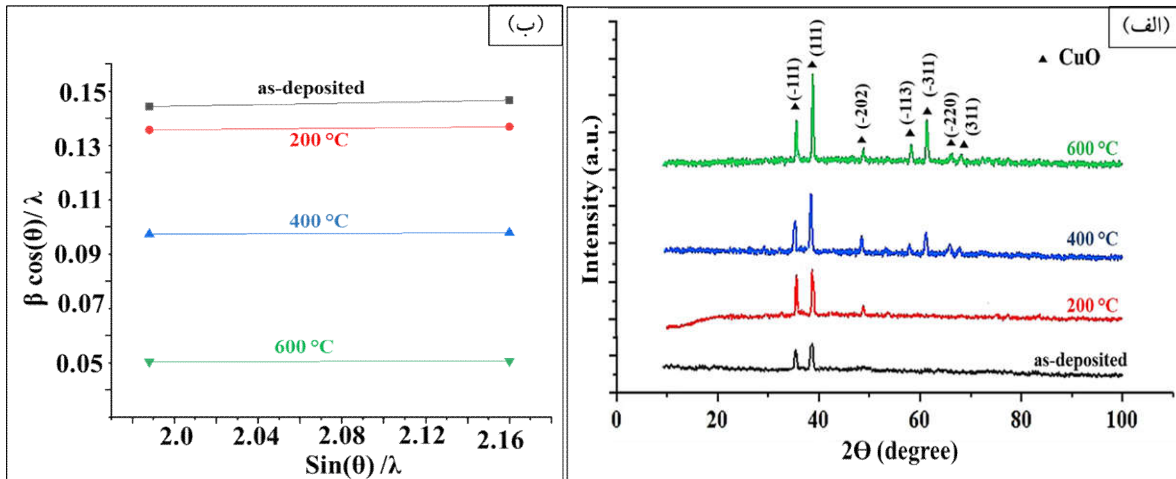 (ب)
as-deposited
200 °C
400 °C
600 °C
0.15
0.13
0.11
0.09
0.07
0.05
β cos(θ)/ λ
2.0
2.04
2.08
2.12
2.16
Sin(θ) /λ
(الف)
▲ CuO
(-111)
(111)
(-202)
(-113)
(-311)
(-220)
(311)
600 °C
400 °C
200 °C
as-deposited
Intensity (a.u.)
0
20
40
60
80
100
2Θ (degree)